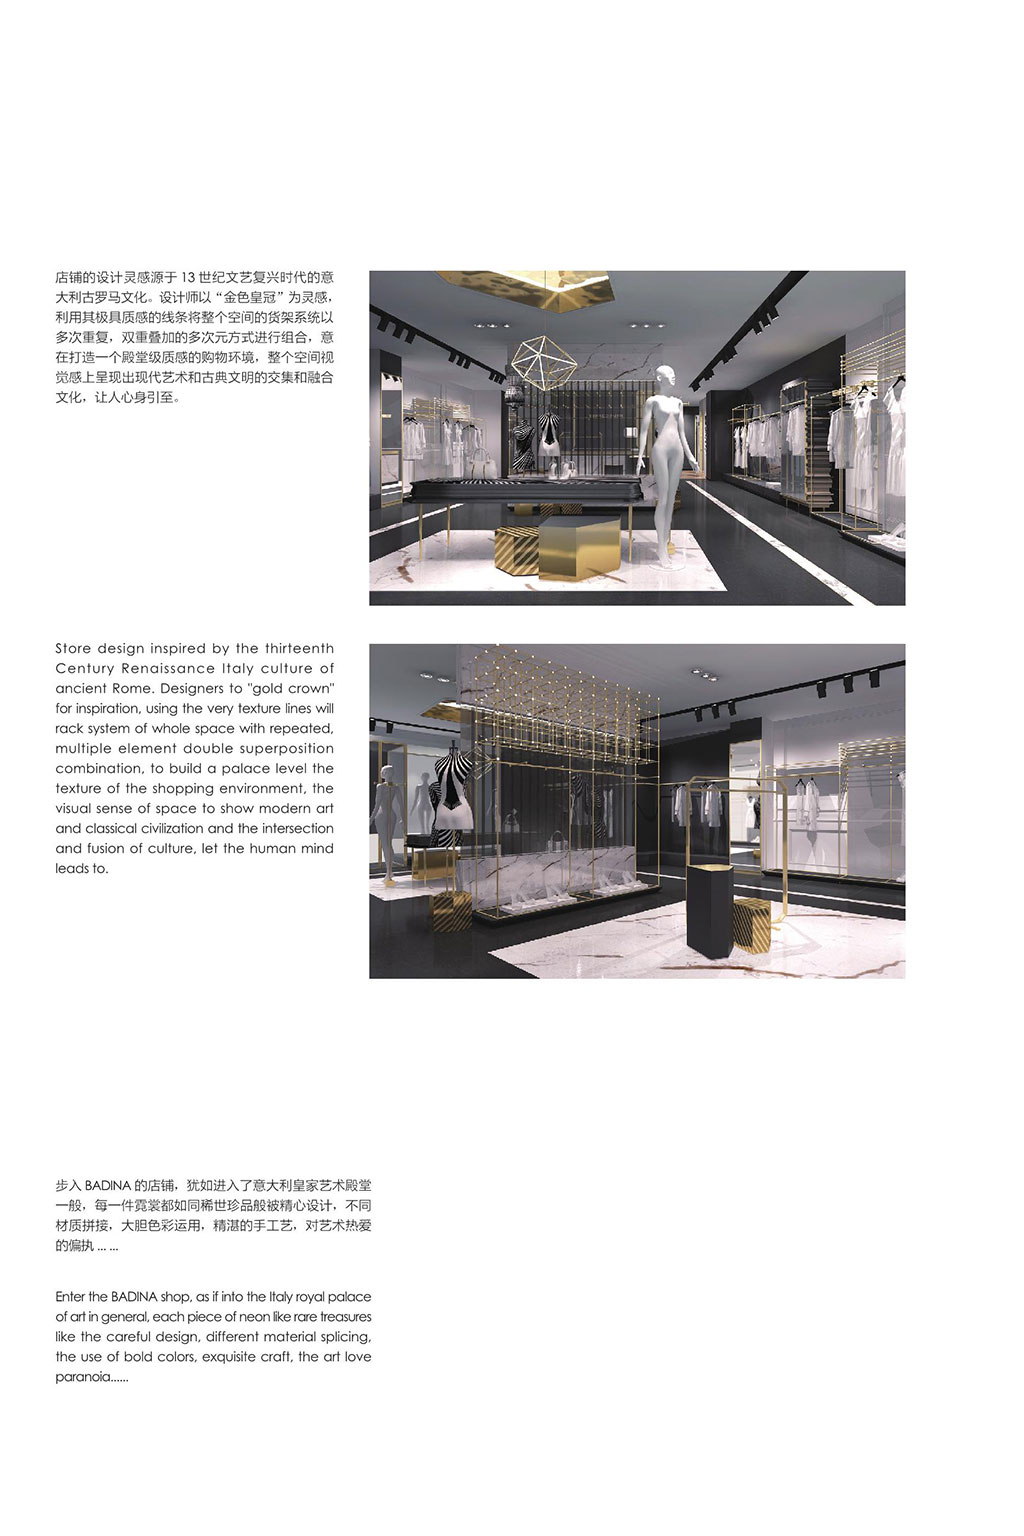 店铺的设计灵感源于 13 世纪文艺复兴时代的意
大利古罗马文化。设计师以“金色皇冠”为灵感，
利用其极具质感的线条将整个空间的货架系统以
多次重复，双重叠加的多次元方式进行组合，意
在打造一个殿堂级质感的购物环境，整个空间视
觉感上呈现出现代艺术和古典文明的交集和融合
文化，让人心身引至。
Store design inspired by the thirteenth
Century Renaissance Italy culture of
ancient Rome. Designers to "gold crown"
for inspiration, using the very texture lines will
rack system of whole space with repeated,
multiple element double superposition
combination, to build a palace level the
texture of the shopping environment, the
visual sense of space to show modern art
and classical civilization and the intersection
and fusion of culture, let the human mind
leads to.
步入 BADINA 的店铺，犹如进入了意大利皇家艺术殿堂
一般，每一件霓裳都如同稀世珍品般被精心设计，不同
材质拼接，大胆色彩运用，精湛的手工艺，对艺术热爱
的偏执 ... ...
Enter the BADINA shop, as if into the Italy royal palace
of art in general, each piece of neon like rare treasures
like the careful design, different material splicing,
the use of bold colors, exquisite craft, the art love
paranoia......